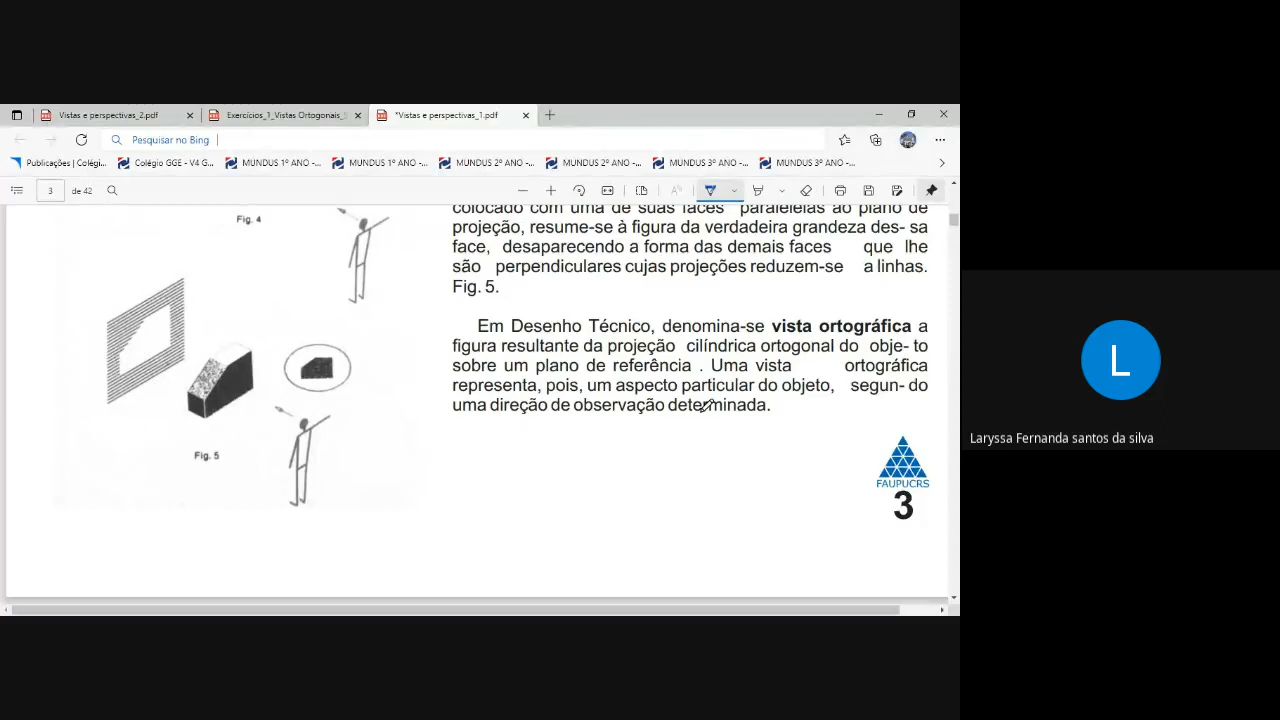 Vistas e perspectivas_2.pdf
Exercícios_1_Vistas Ortogonais_
*Vistas e perspectivas_1.pdf
Pesquisar no Bing
Publicações | Colégi...
Colégio GGE - V4 G...
MUNDUS 1º ANO -...
MUNDUS 1º ANO -...
MUNDUS 2º ANO -...
MUNDUS 2º ANO -...
MUNDUS 3º ANO -...
MUNDUS 3º ANO -...
3 de 42
Fig. 4
colocado com uma de suas faces paralelas ao plano de
projeção, resume-se à figura da verdadeira grandeza des- sa
face, desaparecendo a forma das demais faces que lhe
são perpendiculares cujas projeções reduzem-se a linhas.
Fig. 5.
Em Desenho Técnico, denomina-se vista ortográfica a
figura resultante da projeção cilíndrica ortogonal do obje- to
sobre um plano de referência . Uma vista ortográfica
representa, pois, um aspecto particular do objeto, segun- do
uma direção de observação determinada.
Fig. 5
FAUPUCRS
3
L
Laryssa Fernanda santos da silva